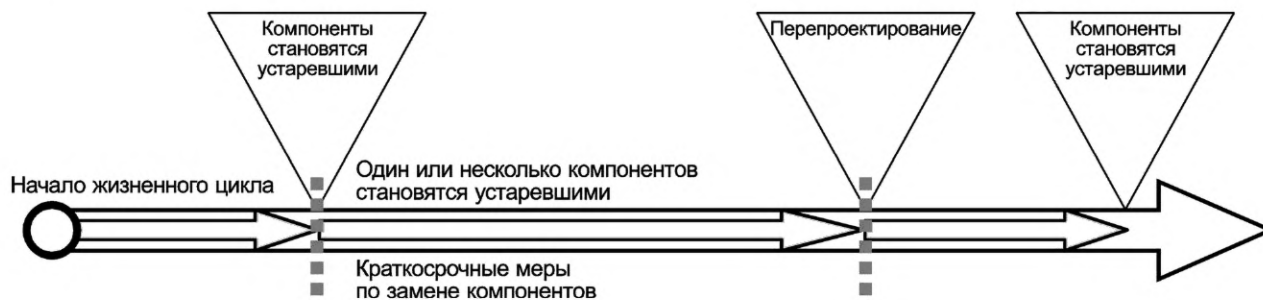 Компоненты
становятся
устаревшими
Перепроектирование
Компоненты
становятся
устаревшими
Начало жизненного цикла
Один или несколько компонентов
становятся устаревшими
Краткосрочные меры
по замене компонентов